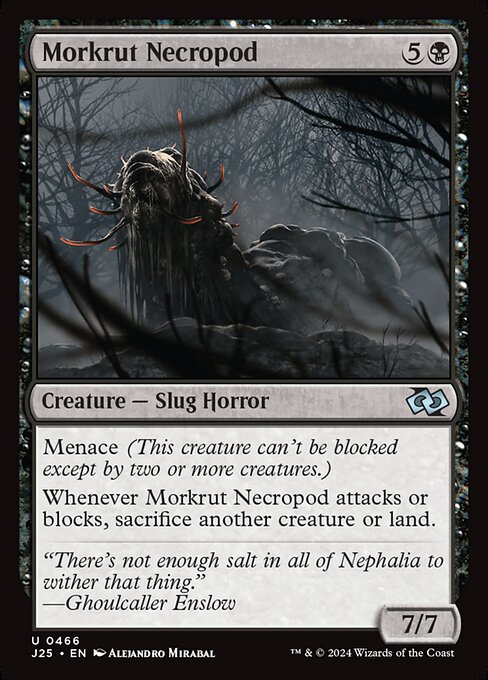 Morkrut Necropod 5
Creature — Slug Horror
Menace (This creature can't be blocked
except by two or more creatures.)
Whenever Morkrut Necropod attacks or
blocks, sacrifice another creature or land.
“There's not enough salt in all of Nephalia to
wither that thing.”
—Ghoulcaller Enslow
7/7
U 0466
J25 • EN Alejandro Mirabal
™ & © 2024 Wizards of the Coast